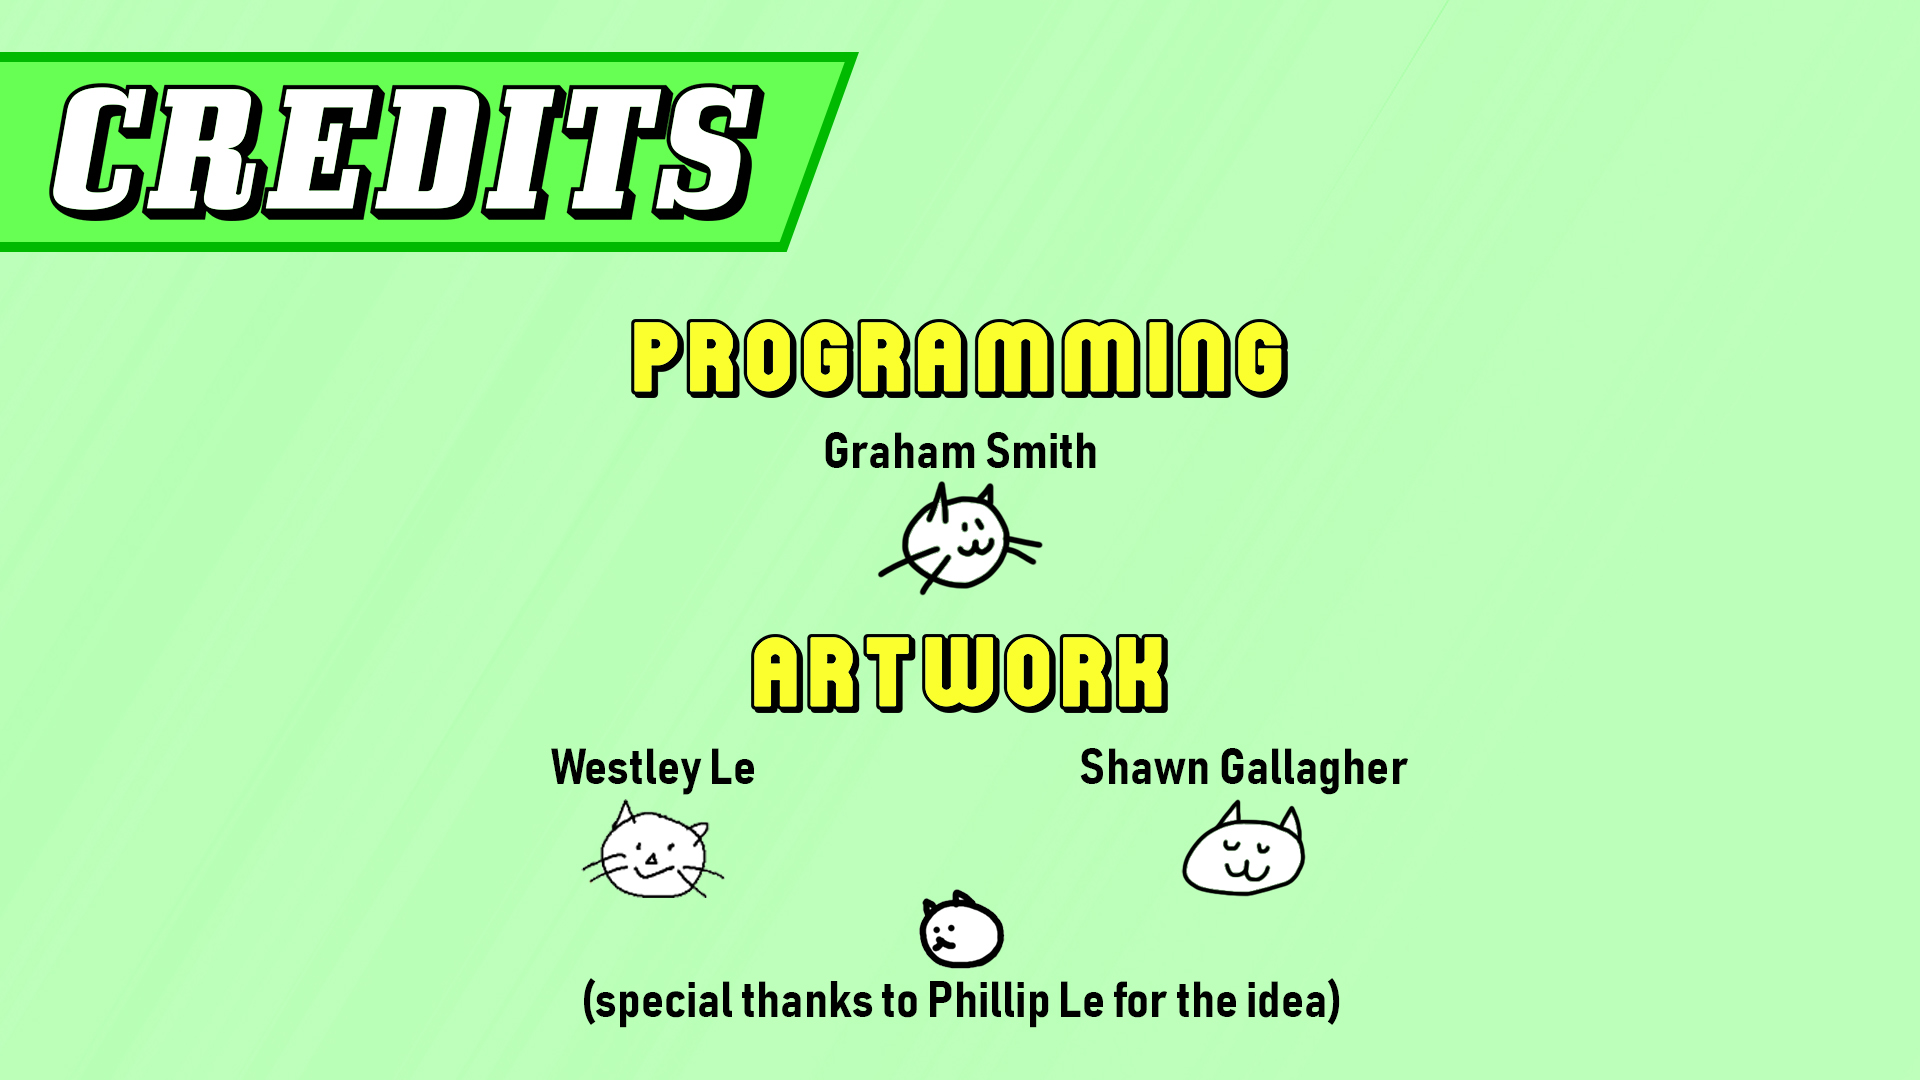 CREDITS
PROGRAMMING
Graham Smith
ARTWORK
Westley Le
Shawn Gallagher
(special thanks to Phillip Le for the idea)